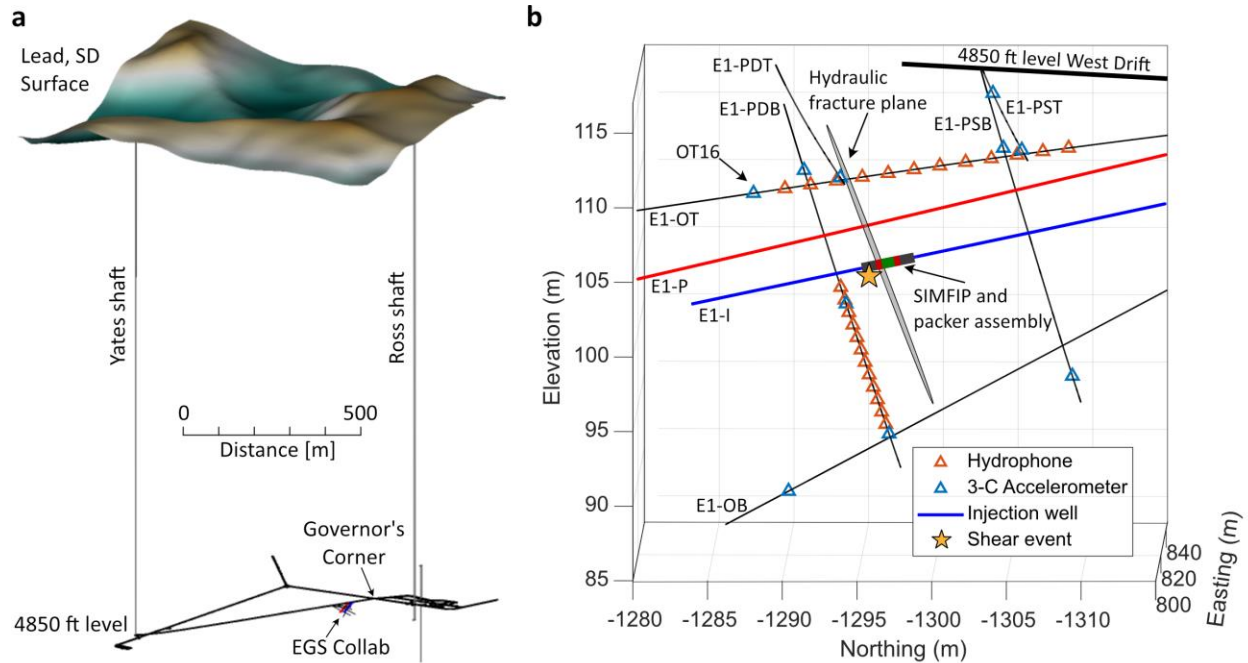 a
Lead, SD
Surface
Yates shaft
Ross shaft
0
500
Distance [m]
Governor's
Corner
4850 ft level
EGS Collab
b
4850 ft level West Drift
E1-PDT
Hydraulic
fracture plane
E1-PDB
E1-PST
E1-PSB
OT16
E1-OT
E1-P
E1-I
SIMFIP and
packer assembly
E1-OB
Hydrophone
3-C Accelerometer
Injection well
Shear event
Elevation (m)
115
110
105
100
95
90
85
-1280
-1285
-1290
-1295
-1300
-1305
-1310
Northing (m)
840
820
800
Easting (m)